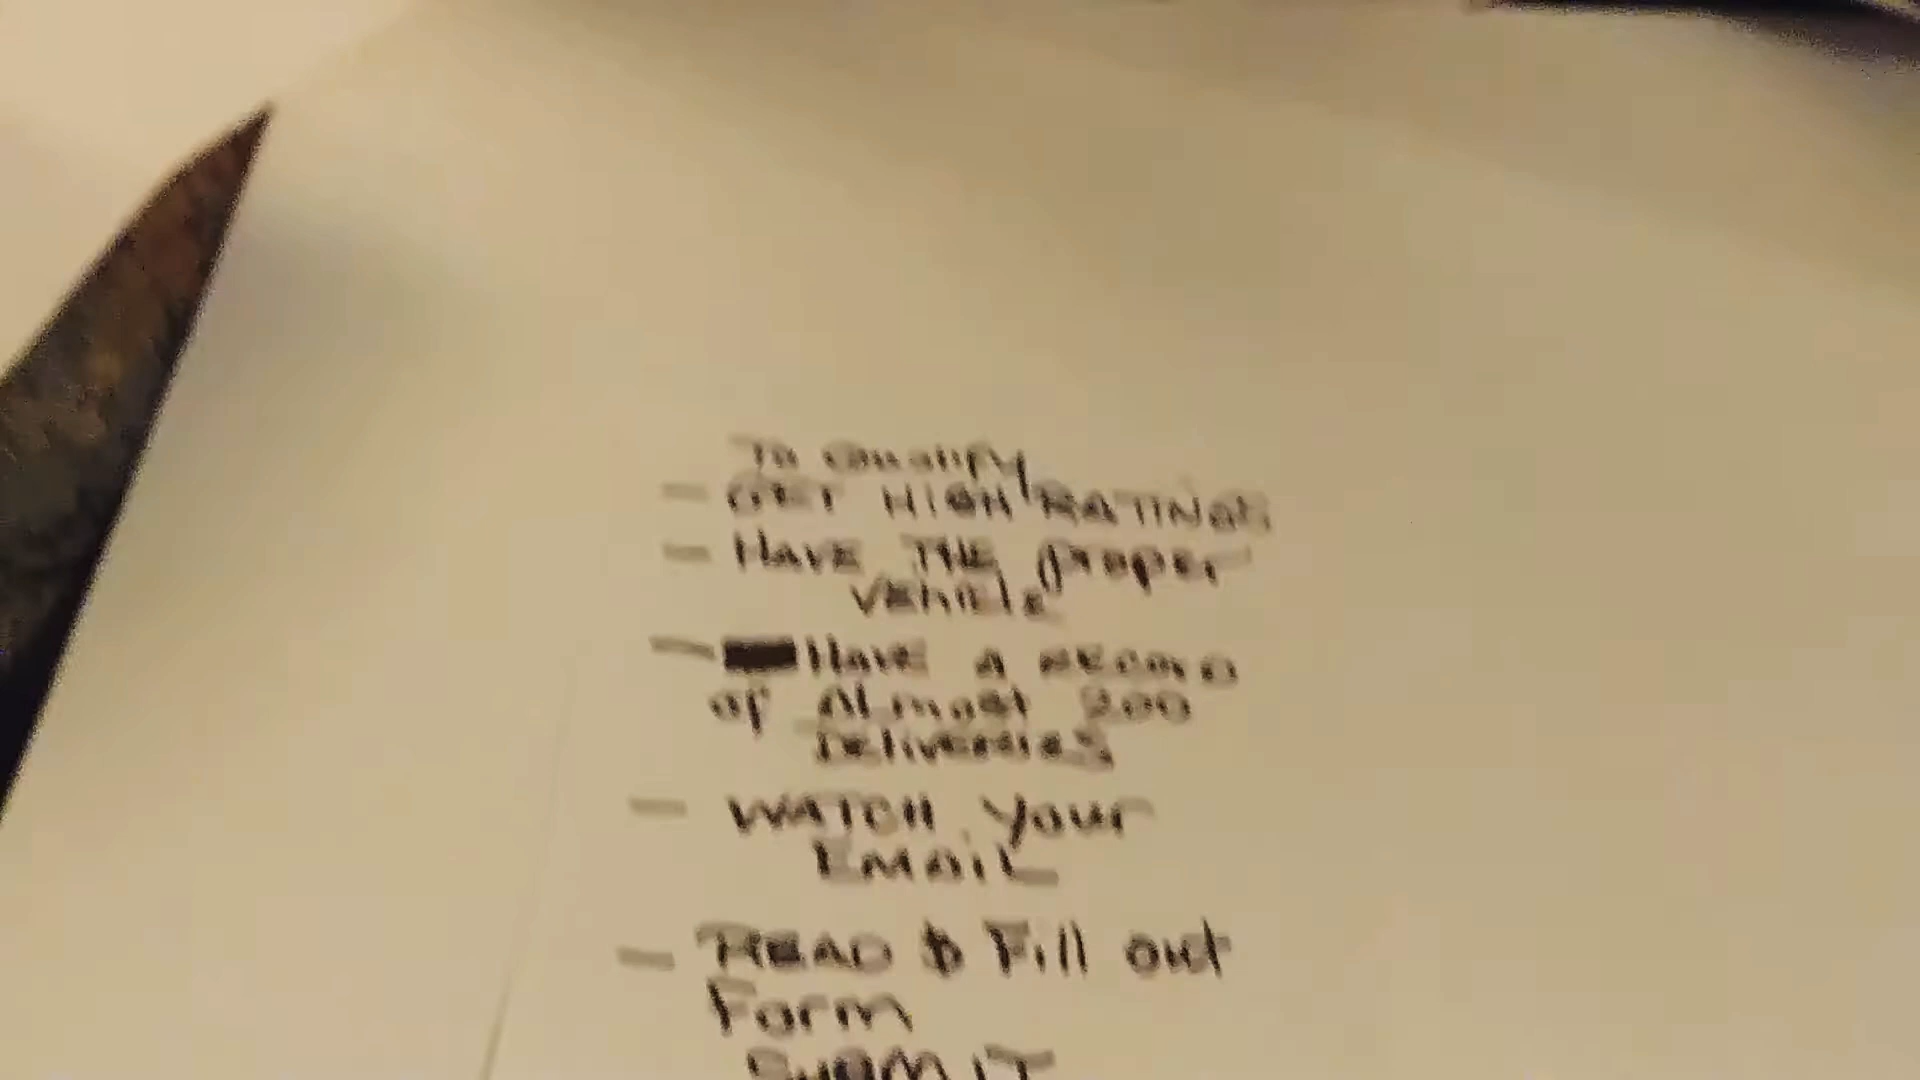 To Qualify
- GET HIGH RATINGS
- Have THE proper
vehicle
- Have A RECORD
of Almost 200
Deliveries
- WATCH your
EMAIL
- READ & Fill out
Form
SUBMIT